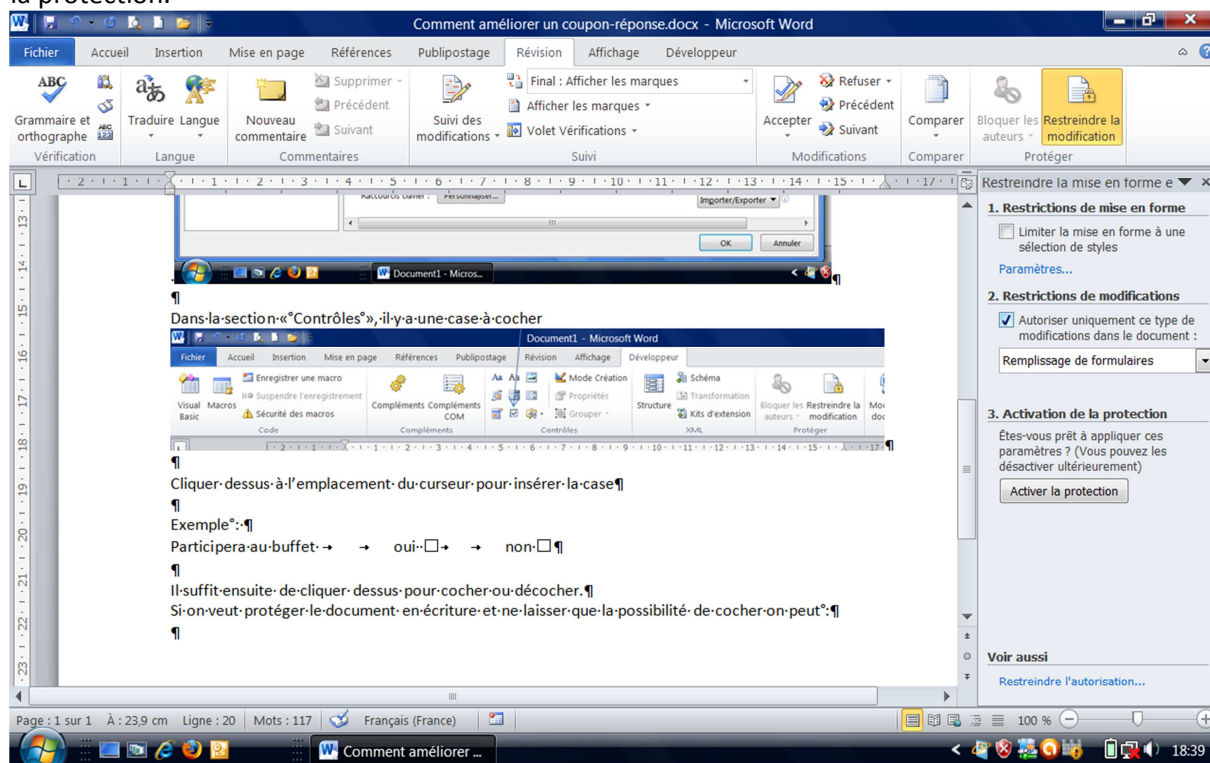 la protection.
Comment améliorer un coupon-réponse.docx - Microsoft Word
Fichier Accueil Insertion Mise en page Références Publipostage Révision Affichage Développeur
ABC Supprimer Final : Afficher les marques Refuser
Précédent Afficher les marques Précédent
Grammaire et orthographe Traduire Langue Nouveau commentaire Suivant Suivi des modifications Volet Vérifications Accepter Suivant Comparer Bloquer les auteurs Restreindre la modification
Vérification Langue Commentaires Suivi Modifications Comparer Protéger
Restreindre la mise en forme e
1. Restrictions de mise en forme
Limiter la mise en forme à une
sélection de styles
Paramètres...
2. Restrictions de modifications
Autoriser uniquement ce type de
modifications dans le document :
Remplissage de formulaires
3. Activation de la protection
Êtes-vous prêt à appliquer ces
paramètres ? (Vous pouvez les
désactiver ultérieurement)
Activer la protection
Voir aussi
Restreindre l'autorisation...
Raccourcis clavier : Personnaliser... Importer/Exporter
OK Annuler
Document1 - Micros...
¶
Dans·la·section·«°Contrôles°»,·il·y·a·une·case·à·cocher
Document1 - Microsoft Word
Fichier Accueil Insertion Mise en page Références Publipostage Révision Affichage Développeur
Enregistrer une macro Aa Aa Mode Création Schéma
Suspendre l'enregistrement Propriétés Transformation
Visual Basic Macros Sécurité des macros Compléments Compléments COM Grouper Structure Kits d'extension Bloquer les auteurs Restreindre la modification
Code Compléments Contrôles XML Protéger
¶
Cliquer·dessus·à·l'emplacement·du·curseur·pour·insérer·la·case¶
¶
Exemple°:·¶
Participera·au·buffet·→ → oui··☐→ → non·☐¶
¶
Il·suffit·ensuite·de·cliquer·dessus·pour·cocher·ou·décocher.¶
Si·on·veut·protéger·le·document·en·écriture·et·ne·laisser·que·la·possibilité·de·cocher·on·peut°:¶
¶
Page : 1 sur 1 À : 23,9 cm Ligne : 20 Mots : 117 Français (France) 100 %
Comment améliorer ... 18:39